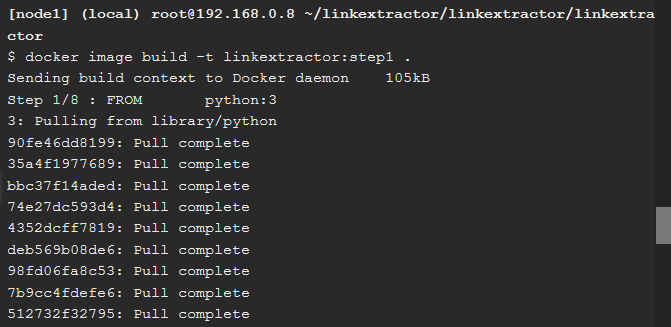 [node1] (local) root@192.168.0.8 ~/linkextractor/linkextractor/linkextra
ctor
$ docker image build -t linkextractor:step1 .
Sending build context to Docker daemon    105kB
Step 1/8 : FROM       python:3
3: Pulling from library/python
90fe46dd8199: Pull complete
35a4f1977689: Pull complete
bbc37f14aded: Pull complete
74e27dc593d4: Pull complete
4352dcff7819: Pull complete
deb569b08de6: Pull complete
98fd06fa8c53: Pull complete
7b9cc4fdefe6: Pull complete
512732f32795: Pull complete